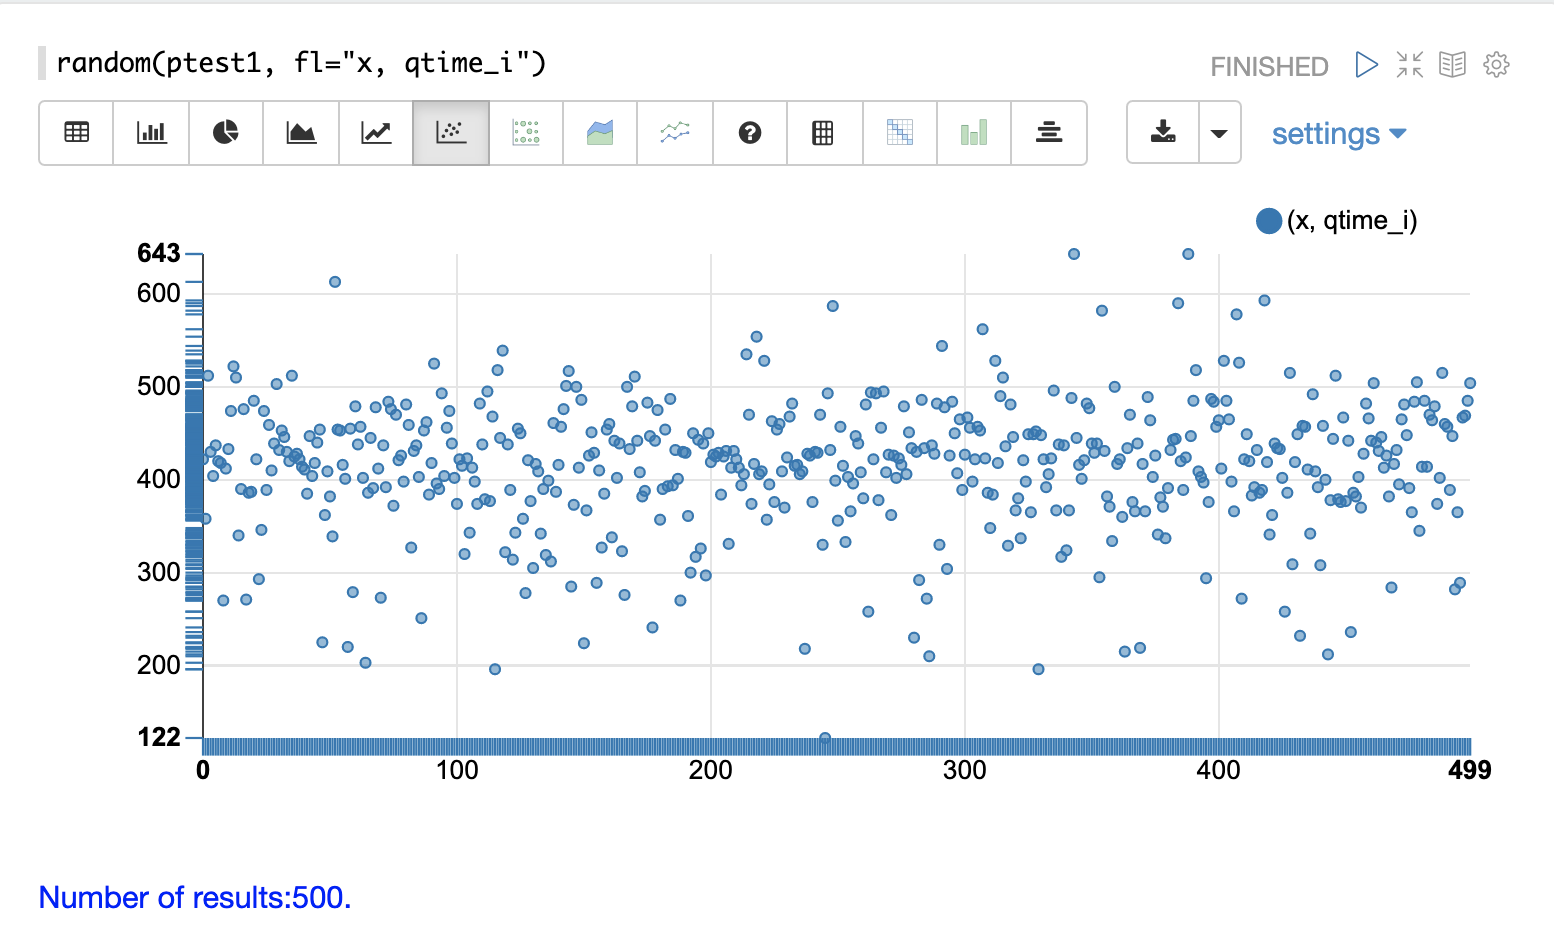 random(ptest1, fl="x, qtime_i")
FINISHED
settings
(x, qtime_i)
643
600
500
400
300
200
122
0 100 200 300 400 499
Number of results:500.